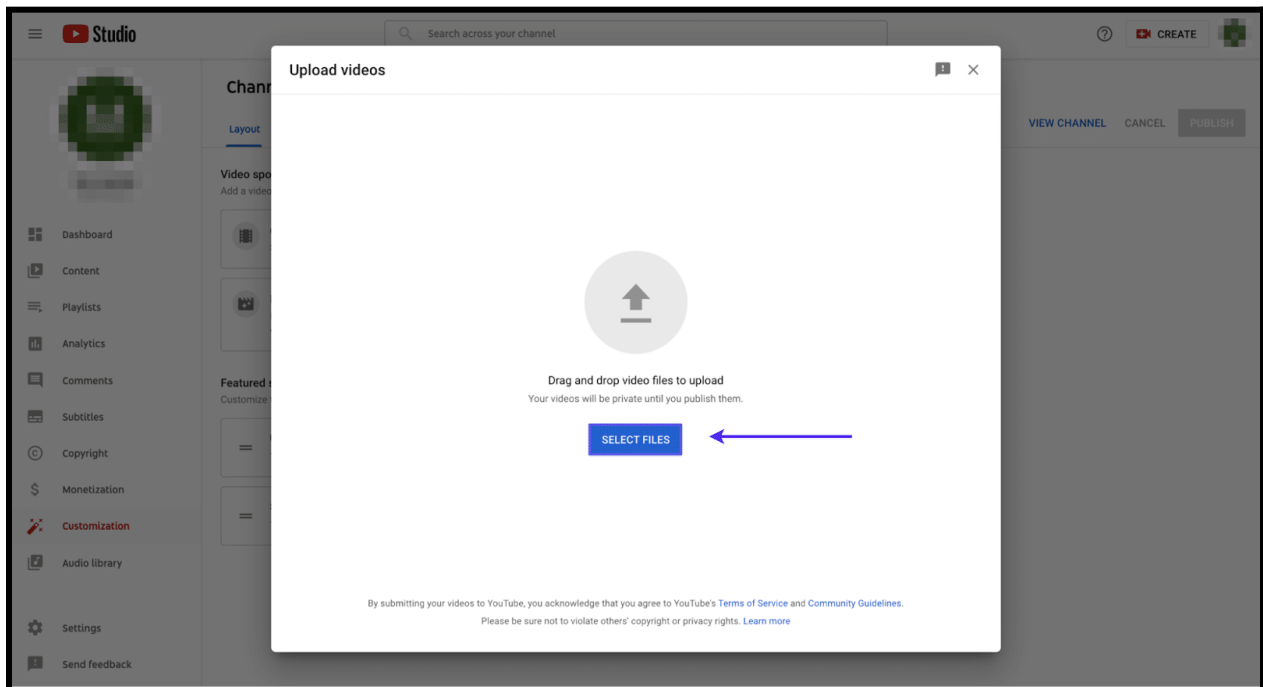 Studio
Search across your channel
CREATE
Upload videos
Layout
VIEW CHANNEL
CANCEL
PUBLISH
Video
Add a
Dashboard
Content
Playlists
Analytics
Comments
Subtitles
Copyright
Monetization
Customization
Audio library
Settings
Send feedback
Featured
Customize
Drag and drop video files to upload
Your videos will be private until you publish them.
SELECT FILES
By submitting your videos to YouTube, you acknowledge that you agree to YouTube's Terms of Service and Community Guidelines.
Please be sure not to violate others' copyright or privacy rights. Learn more